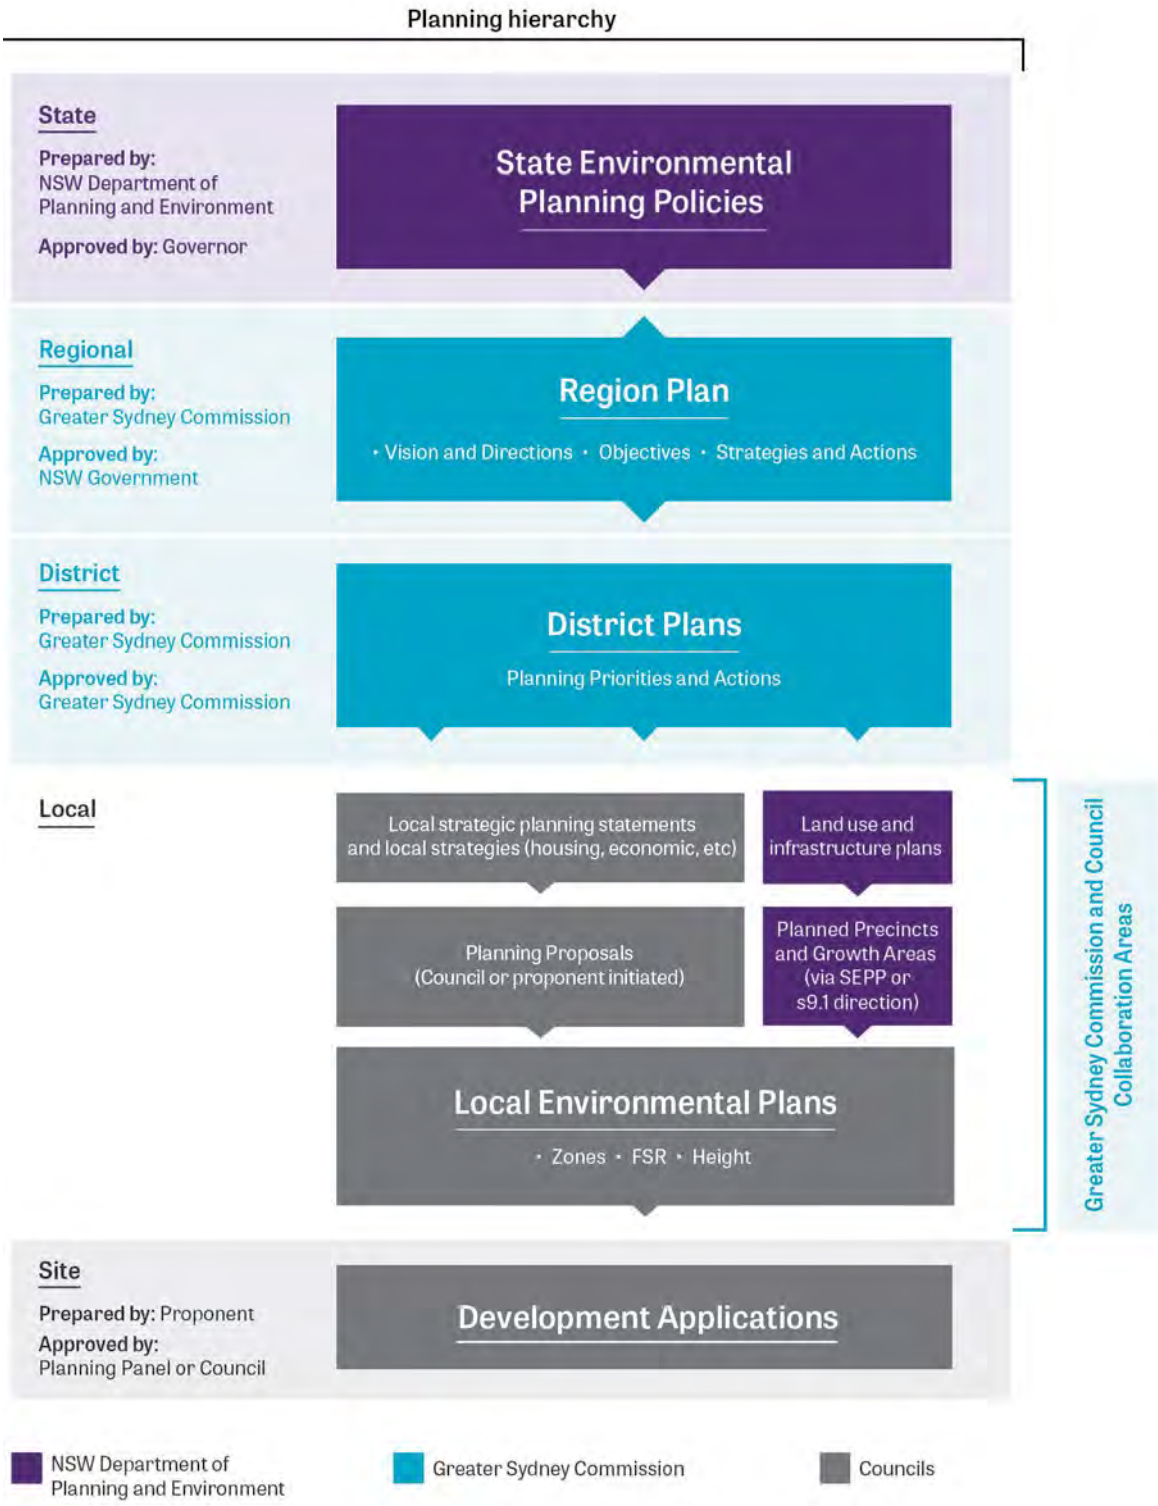 Planning hierarchy
State
Prepared by:
NSW Department of
Planning and Environment
Approved by: Governor
State Environmental
Planning Policies
Regional
Prepared by:
Greater Sydney Commission
Approved by:
NSW Government
Region Plan
• Vision and Directions • Objectives • Strategies and Actions
District
Prepared by:
Greater Sydney Commission
Approved by:
Greater Sydney Commission
District Plans
Planning Priorities and Actions
Local
Local strategic planning statements
and local strategies (housing, economic, etc)
Land use and
infrastructure plans
Planning Proposals
(Council or proponent initiated)
Planned Precincts
and Growth Areas
(via SEPP or
s9.1 direction)
Local Environmental Plans
• Zones • FSR • Height
Greater Sydney Commission and Council
Collaboration Areas
Site
Prepared by: Proponent
Approved by:
Planning Panel or Council
Development Applications
NSW Department of
Planning and Environment
Greater Sydney Commission
Councils